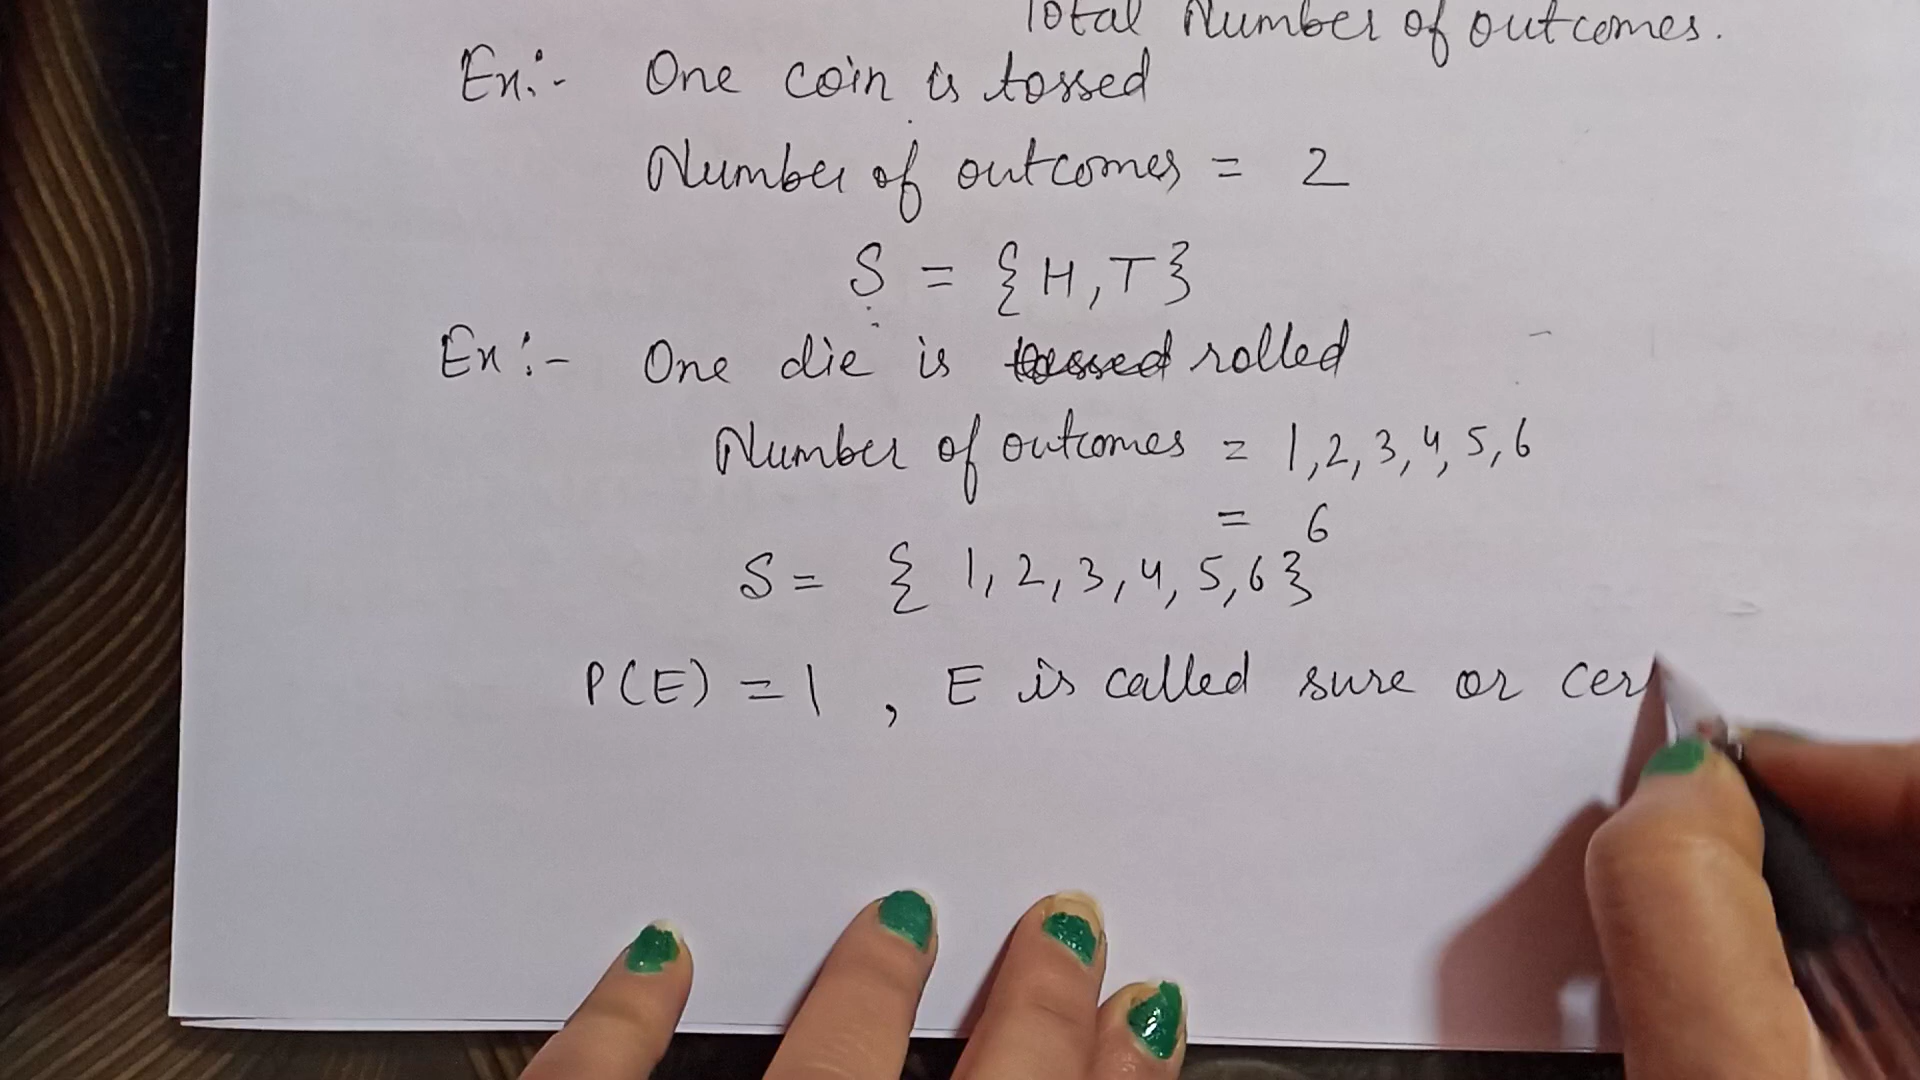 Total Number of outcomes.
Ex:- One coin is tossed
Number of outcomes = 2
S = {H,T}
Ex:- One die is tossed rolled
Number of outcomes = 1,2,3,4,5,6
= 6
S = { 1,2,3,4,5,6}
P(E) = 1 , E is called sure or cer